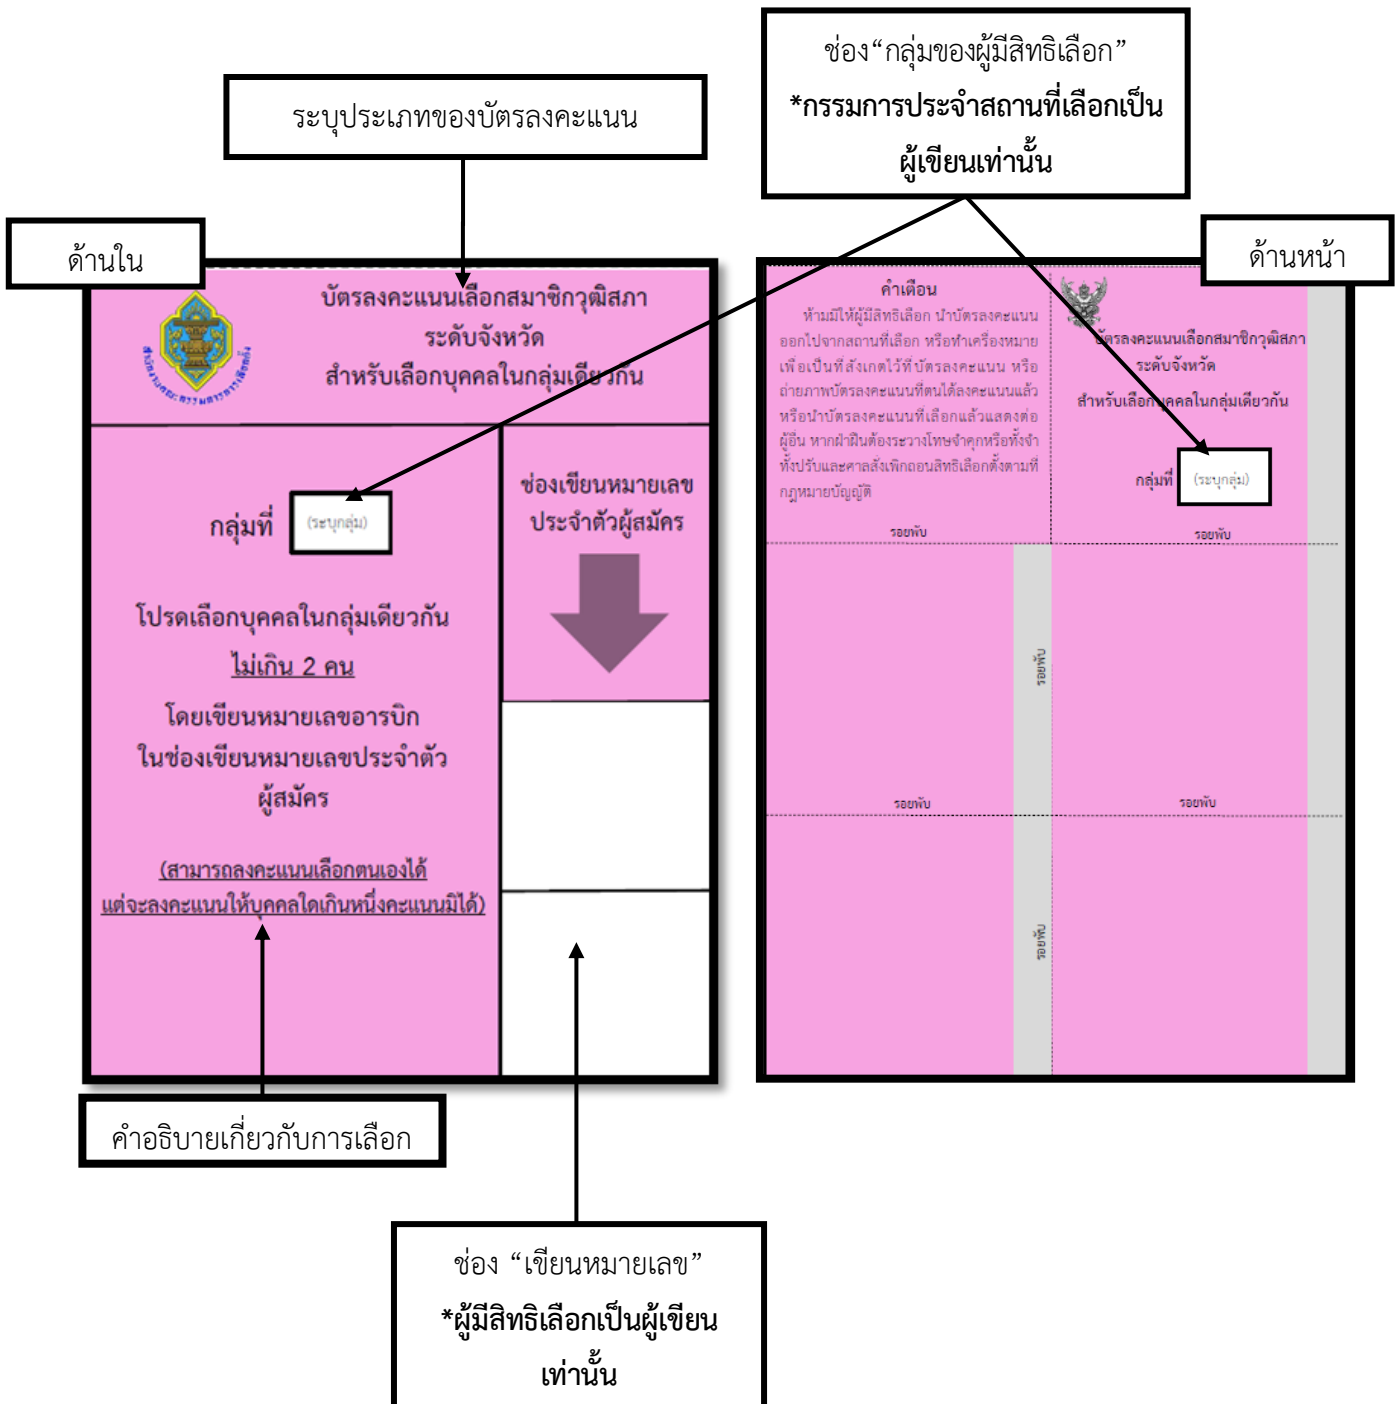 ช่อง“กลุ่มของผู้มีสิทธิเลือก”
*กรรมการประจำสถานที่เลือกเป็น
ผู้เขียนเท่านั้น
ระบุประเภทของบัตรลงคะแนน
ด้านใน
ด้านหน้า
สำนักงานคณะกรรมการการเลือกตั้ง
บัตรลงคะแนนเลือกสมาชิกวุฒิสภา
ระดับจังหวัด
สำหรับเลือกบุคคลในกลุ่มเดียวกัน
กลุ่มที่
(ระบุกลุ่ม)
โปรดเลือกบุคคลในกลุ่มเดียวกัน
ไม่เกิน 2 คน
โดยเขียนหมายเลขอารบิก
ในช่องเขียนหมายเลขประจำตัว
ผู้สมัคร
(สามารถลงคะแนนเลือกตนเองได้
แต่จะลงคะแนนให้บุคคลใดเกินหนึ่งคะแนนมิได้)
ช่องเขียนหมายเลข
ประจำตัวผู้สมัคร
คำเตือน
ห้ามมิให้ผู้มีสิทธิเลือก นำบัตรลงคะแนน
ออกไปจากสถานที่เลือก หรือทำเครื่องหมาย
เพื่อเป็นที่สังเกตไว้ที่บัตรลงคะแนน หรือ
ถ่ายภาพบัตรลงคะแนนที่ตนได้ลงคะแนนแล้ว
หรือนำบัตรลงคะแนนที่เลือกแล้วแสดงต่อ
ผู้อื่น หากฝ่าฝืนต้องระวางโทษจำคุกหรือทั้งจำ
ทั้งปรับและศาลสั่งเพิกถอนสิทธิเลือกตั้งตามที่
กฎหมายบัญญัติ
รอยพับ
บัตรลงคะแนนเลือกสมาชิกวุฒิสภา
ระดับจังหวัด
สำหรับเลือกบุคคลในกลุ่มเดียวกัน
กลุ่มที่
(ระบุกลุ่ม)
รอยพับ
รอยพับ
รอยพับ
รอยพับ
รอยพับ
คำอธิบายเกี่ยวกับการเลือก
ช่อง “เขียนหมายเลข”
*ผู้มีสิทธิเลือกเป็นผู้เขียน
เท่านั้น